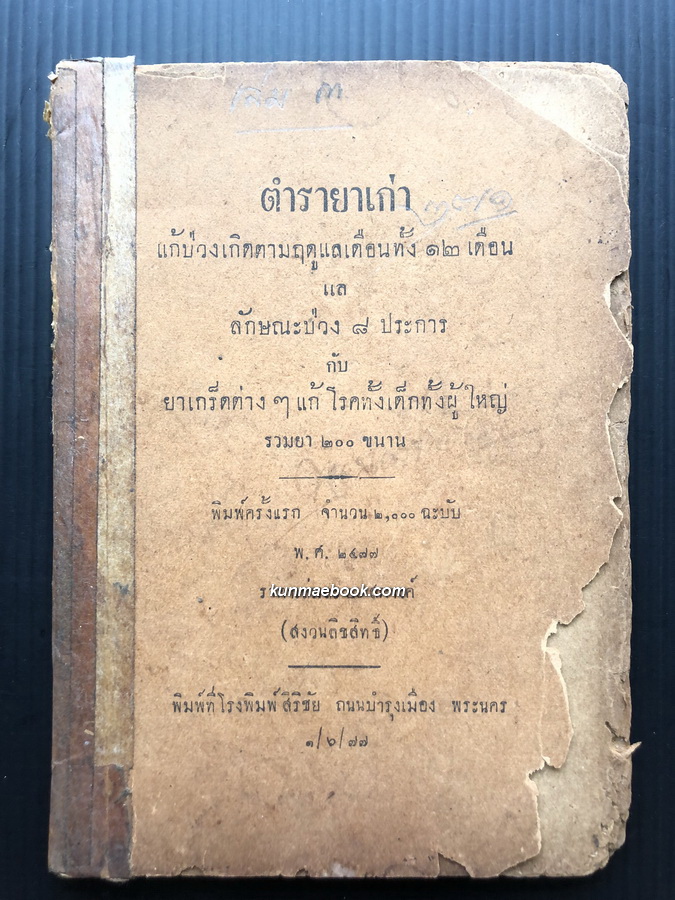 เล่ม ๓
ตำรายาเก่า
แก้ป่วงเกิดตามฤดูแลเดือนทั้ง ๑๒ เดือน
แล
ลักษณะป่วง ๘ ประการ
กับ
ยาเกร็ดต่าง ๆ แก้โรคทั้งเด็กทั้งผู้ใหญ่
รวมยา ๒๐๐ ขนาน
พิมพ์ครั้งแรก จำนวน ๒,๐๐๐ ฉะบับ
พ. ศ. ๒๔๗๗
kunmaebook.com
(สงวนลิขสิทธิ์)
พิมพ์ที่โรงพิมพ์สิริชัย ถนนบำรุงเมือง พระนคร
๑/๖/๗๗